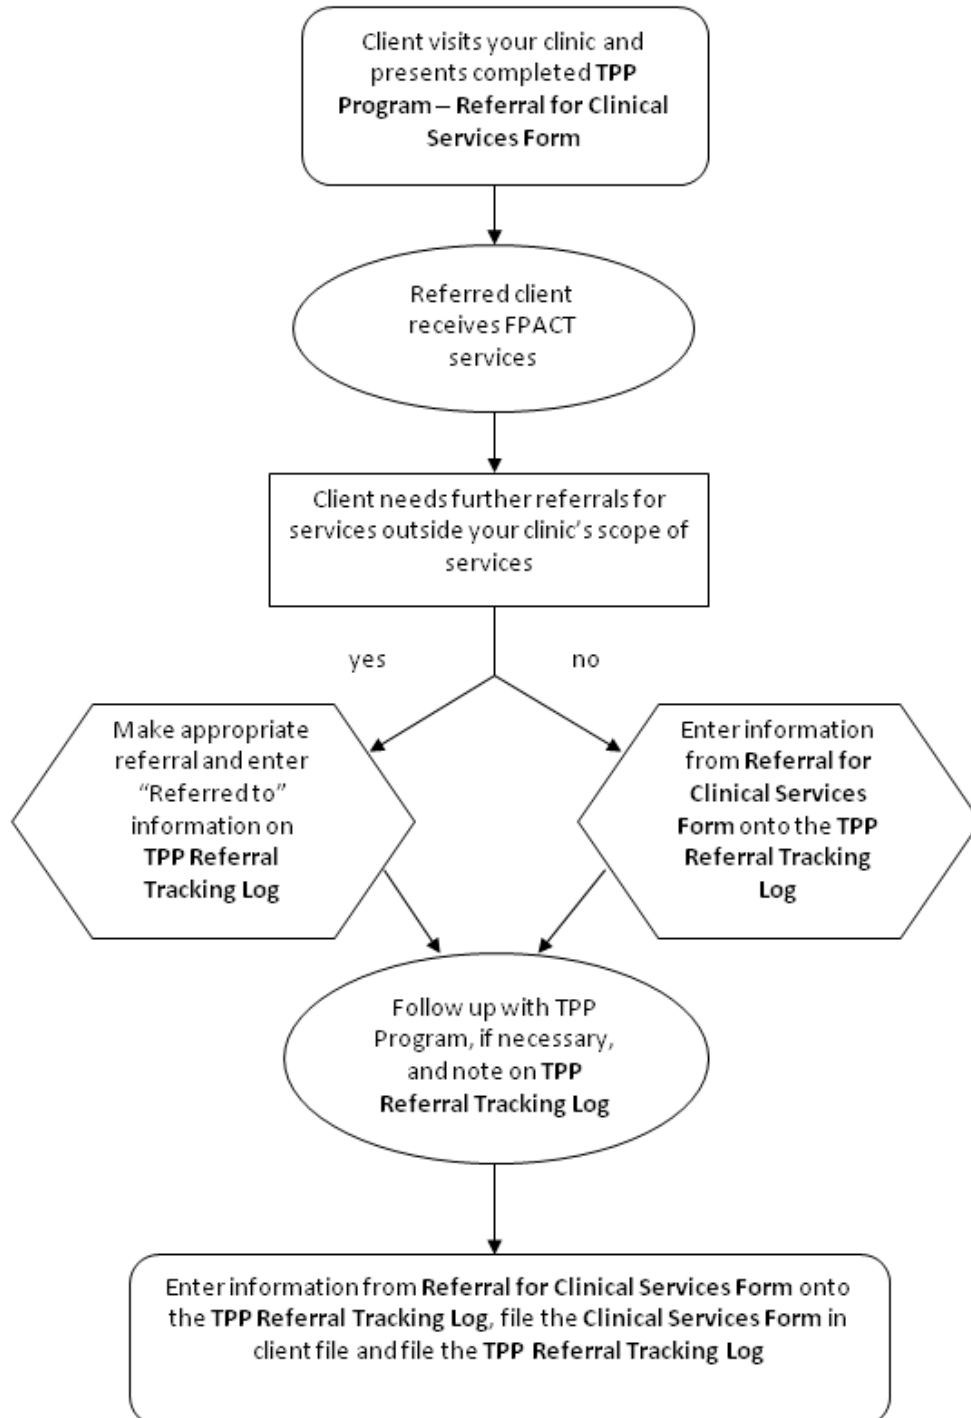 Client visits your clinic and
presents completed TPP
Program – Referral for Clinical
Services Form
Referred client
receives FPACT
services
Client needs further referrals for
services outside your clinic's scope of
services
yes
no
Make appropriate
referral and enter
“Referred to”
information on
TPP Referral
Tracking Log
Enter information
from Referral for
Clinical Services
Form onto the TPP
Referral Tracking
Log
Follow up with TPP
Program, if necessary,
and note on TPP
Referral Tracking Log
Enter information from Referral for Clinical Services Form onto
the TPP Referral Tracking Log, file the Clinical Services Form in
client file and file the TPP Referral Tracking Log